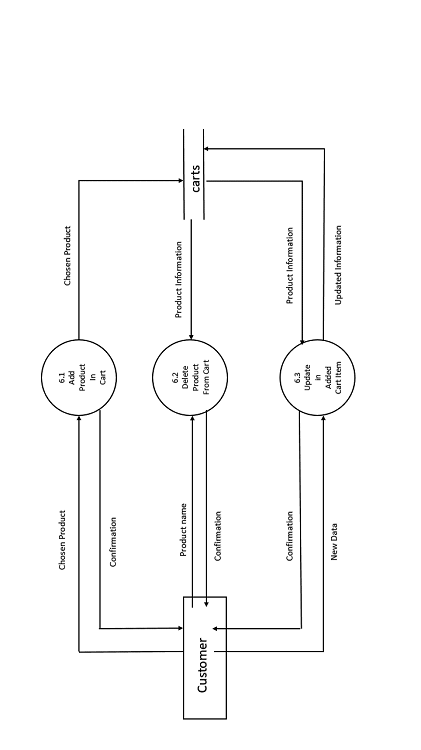 Customer
Chosen Product
Confirmation
Product name
Confirmation
Confirmation
New Data
6.1
Add
Product
In
Cart
6.2
Delete
Product
From Cart
6.3
Update
in
Added
Cart Item
Chosen Product
Product Information
Product Information
Updated Information
carts